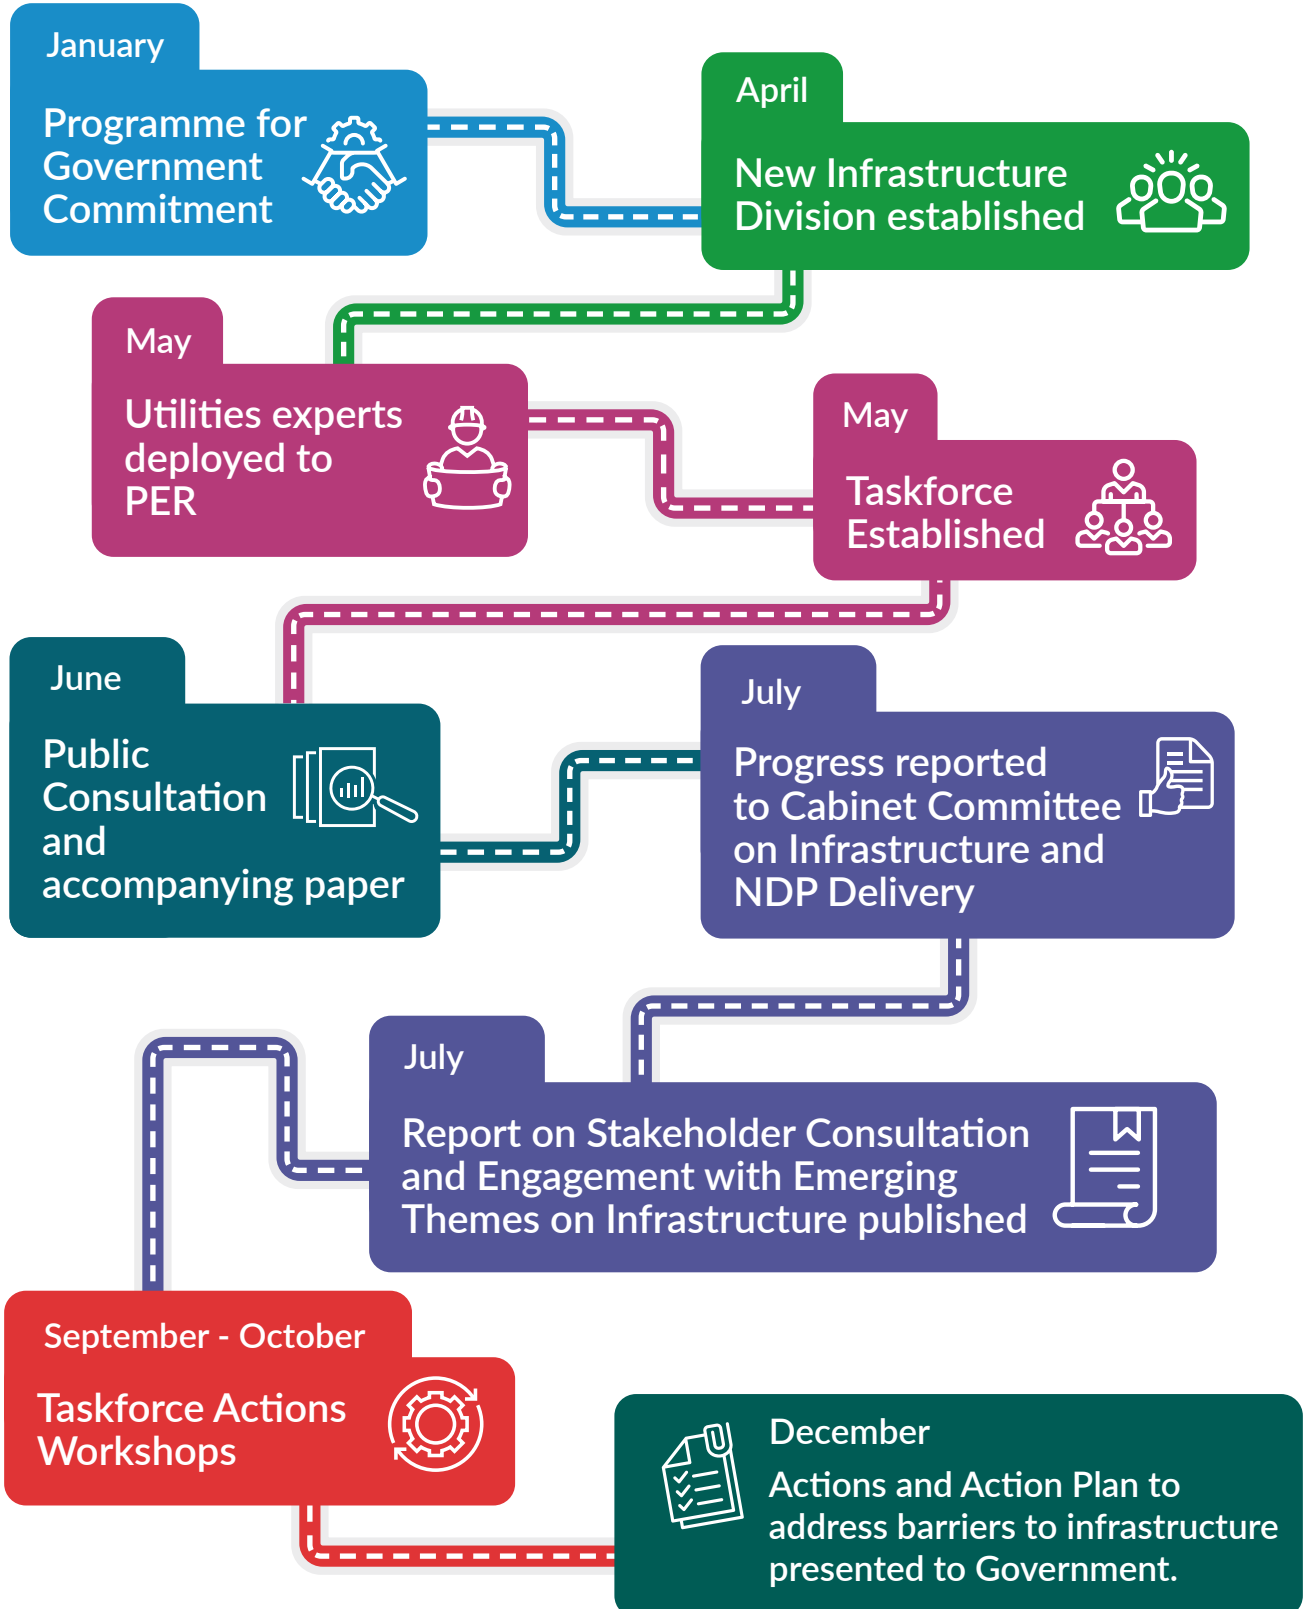 January
Programme for
Government
Commitment
April
New Infrastructure
Division established
May
Utilities experts
deployed to
PER
May
Taskforce
Established
June
Public
Consultation
and
accompanying paper
July
Progress reported
to Cabinet Committee
on Infrastructure and
NDP Delivery
July
Report on Stakeholder Consultation
and Engagement with Emerging
Themes on Infrastructure published
September - October
Taskforce Actions
Workshops
December
Actions and Action Plan to
address barriers to infrastructure
presented to Government.